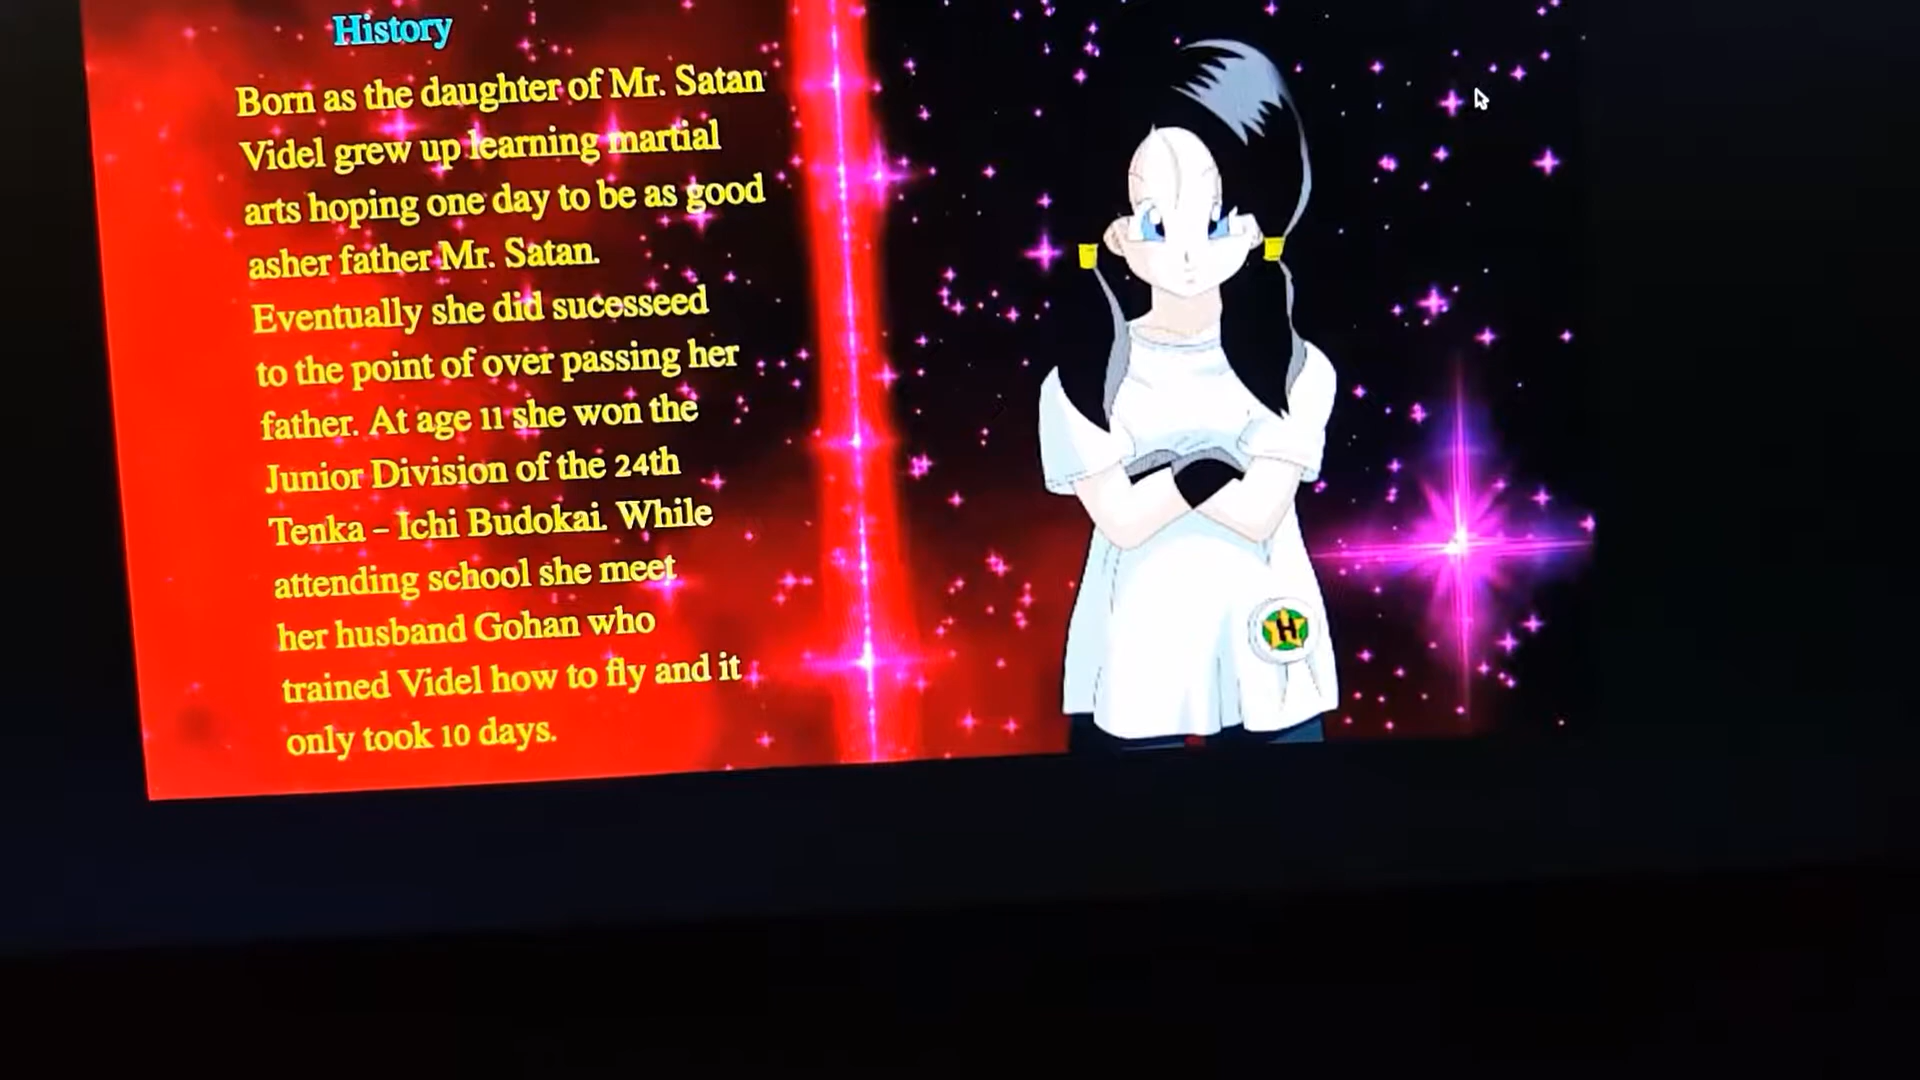 History
Born as the daughter of Mr. Satan
Videl grew up learning martial
arts hoping one day to be as good
asher father Mr. Satan.
Eventually she did sucesseed
to the point of over passing her
father. At age 11 she won the
Junior Division of the 24th
Tenka - Ichi Budokai. While
attending school she meet
her husband Gohan who
trained Videl how to fly and it
only took 10 days.
H